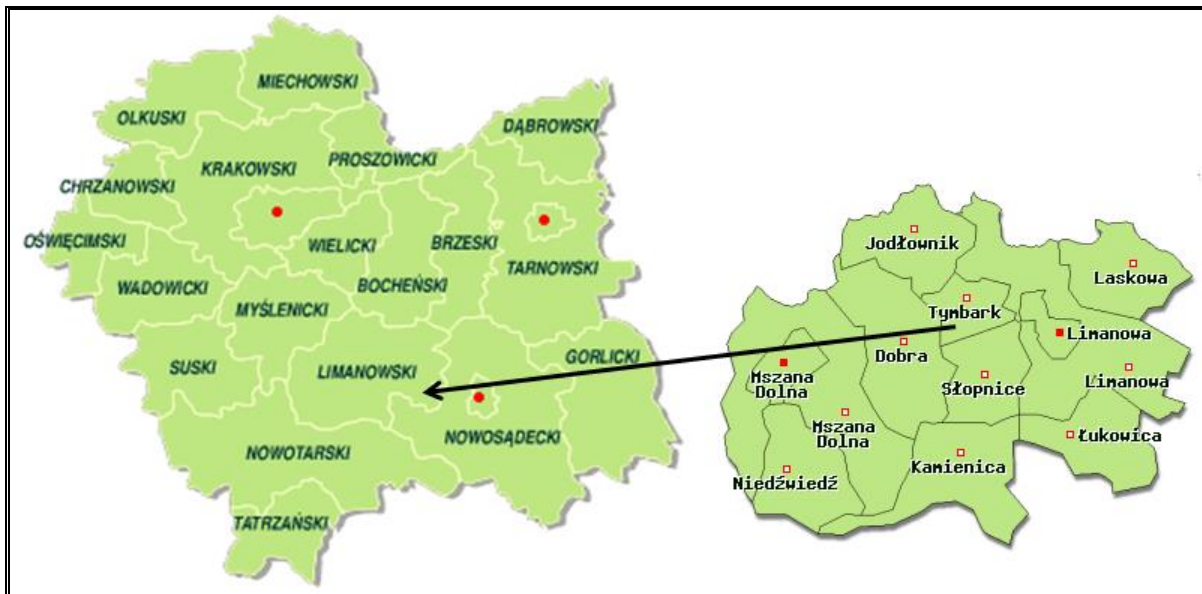 MIECHOWSKI
OLKUSKI
DĄBROWSKI
PROSZOWICKI
KRAKOWSKI
CHRZANOWSKI
OŚWIĘCIMSKI
WIELICKI
BRZESKI
TARNOWSKI
WADOWICKI
BOCHEŃSKI
MYŚLENICKI
SUSKI
LIMANOWSKI
GORLICKI
NOWOSĄDECKI
NOWOTARSKI
TATRZAŃSKI
Jodłownik
Laskowa
Tymbark
Limanowa
Dobra
Mszana
Dolna
Słopnice
Limanowa
Mszana
Dolna
Łukowica
Kamienica
Niedźwiedź